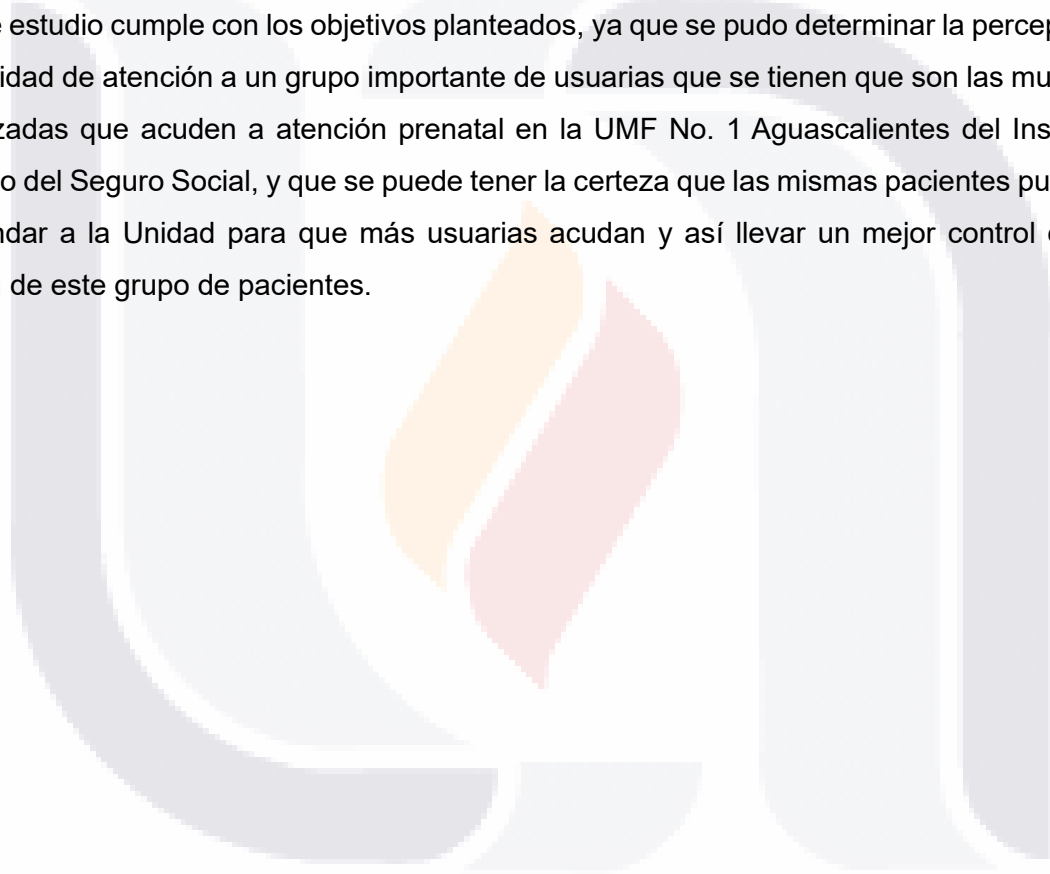 estudio cumple con los objetivos planteados, ya que se pudo determinar la percep
idad de atención a un grupo importante de usuarias que se tienen que son las mu
zadas que acuden a atención prenatal en la UMF No. 1 Aguascalientes del Ins
o del Seguro Social, y que se puede tener la certeza que las mismas pacientes pu
ndar a la Unidad para que más usuarias acudan y así llevar un mejor control
de este grupo de pacientes.